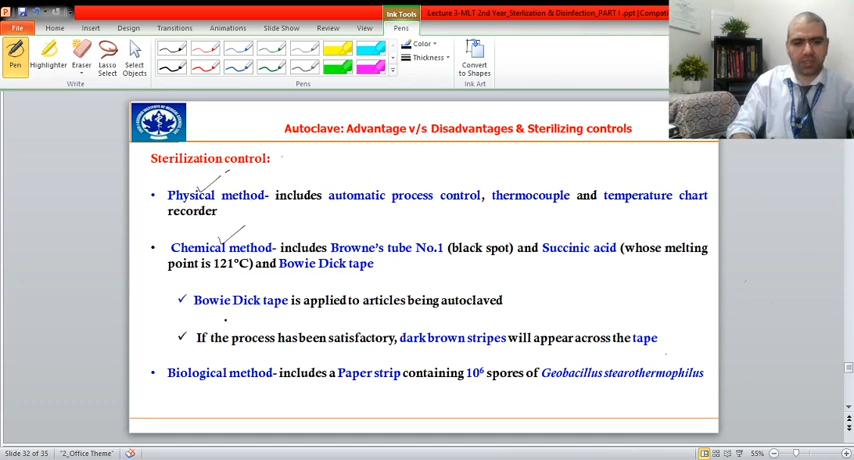 Ink Tools
Lecture 3-MLT 2nd Year_Sterlization & Disinfection_PART I .ppt [Compati
File
Home
Insert
Design
Transitions
Animations
Slide Show
Review
View
Pens
Pen
Highlighter
Eraser
Lasso Select
Select Objects
Color
Thickness
Convert to Shapes
Write
Pens
Ink Art
Autoclave: Advantage v/s Disadvantages & Sterilizing controls
Sterilization control:
• Physical method- includes automatic process control, thermocouple and temperature chart
recorder
• Chemical method- includes Browne's tube No.1 (black spot) and Succinic acid (whose melting
point is 121°C) and Bowie Dick tape
✓ Bowie Dick tape is applied to articles being autoclaved
✓ If the process has been satisfactory, dark brown stripes will appear across the tape
• Biological method- includes a Paper strip containing 10⁶ spores of Geobacillus stearothermophilus
Slide 32 of 35
"2_Office Theme"
55%